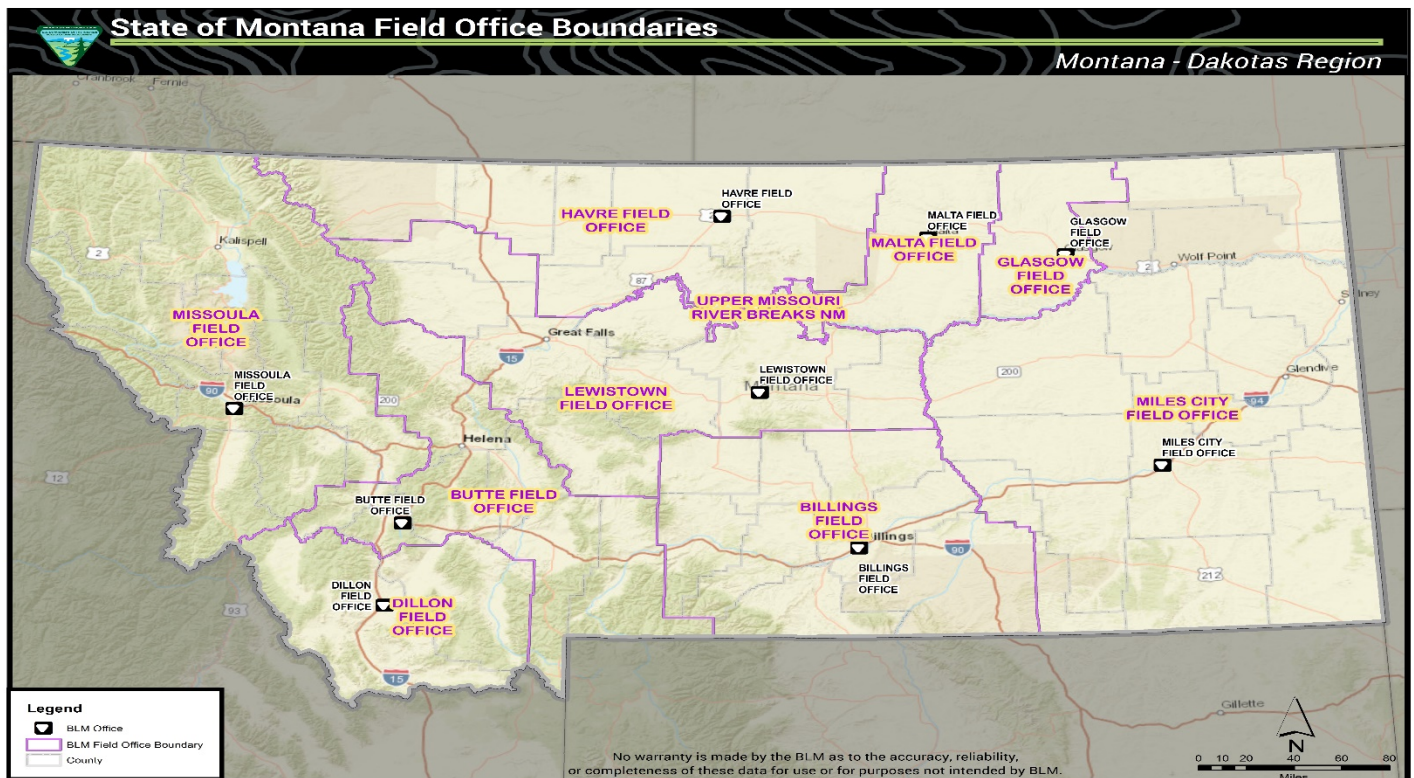 State of Montana Field Office Boundaries
Montana - Dakotas Region
Cranbrook
Fernie
HAVRE FIELD
OFFICE
HAVRE FIELD
OFFICE
MALTA FIELD
OFFICE
MALTA FIELD
OFFICE
GLASGOW
FIELD
OFFICE
GLASGOW
FIELD
OFFICE
Kalispell
2
2
Wolf Point
87
UPPER MISSOURI
RIVER BREAKS NM
MISSOULA
FIELD
OFFICE
Great Falls
15
MISSOULA
FIELD
OFFICE
90
200
LEWISTOWN
FIELD OFFICE
LEWISTOWN
FIELD OFFICE
Montana
200
Glendive
94
MILES CITY
FIELD OFFICE
MILES CITY
FIELD OFFICE
Helena
12
BUTTE FIELD
OFFICE
BUTTE FIELD
OFFICE
BILLINGS
FIELD
OFFICE
90
BILLINGS
FIELD
OFFICE
212
DILLON
FIELD
OFFICE
DILLON
FIELD
OFFICE
93
15
Gillette
Legend
BLM Office
BLM Field Office Boundary
County
No warranty is made by the BLM as to the accuracy, reliability,
or completeness of these data for use or for purposes not intended by BLM.
N
0 10 20 40 60 80
Miles